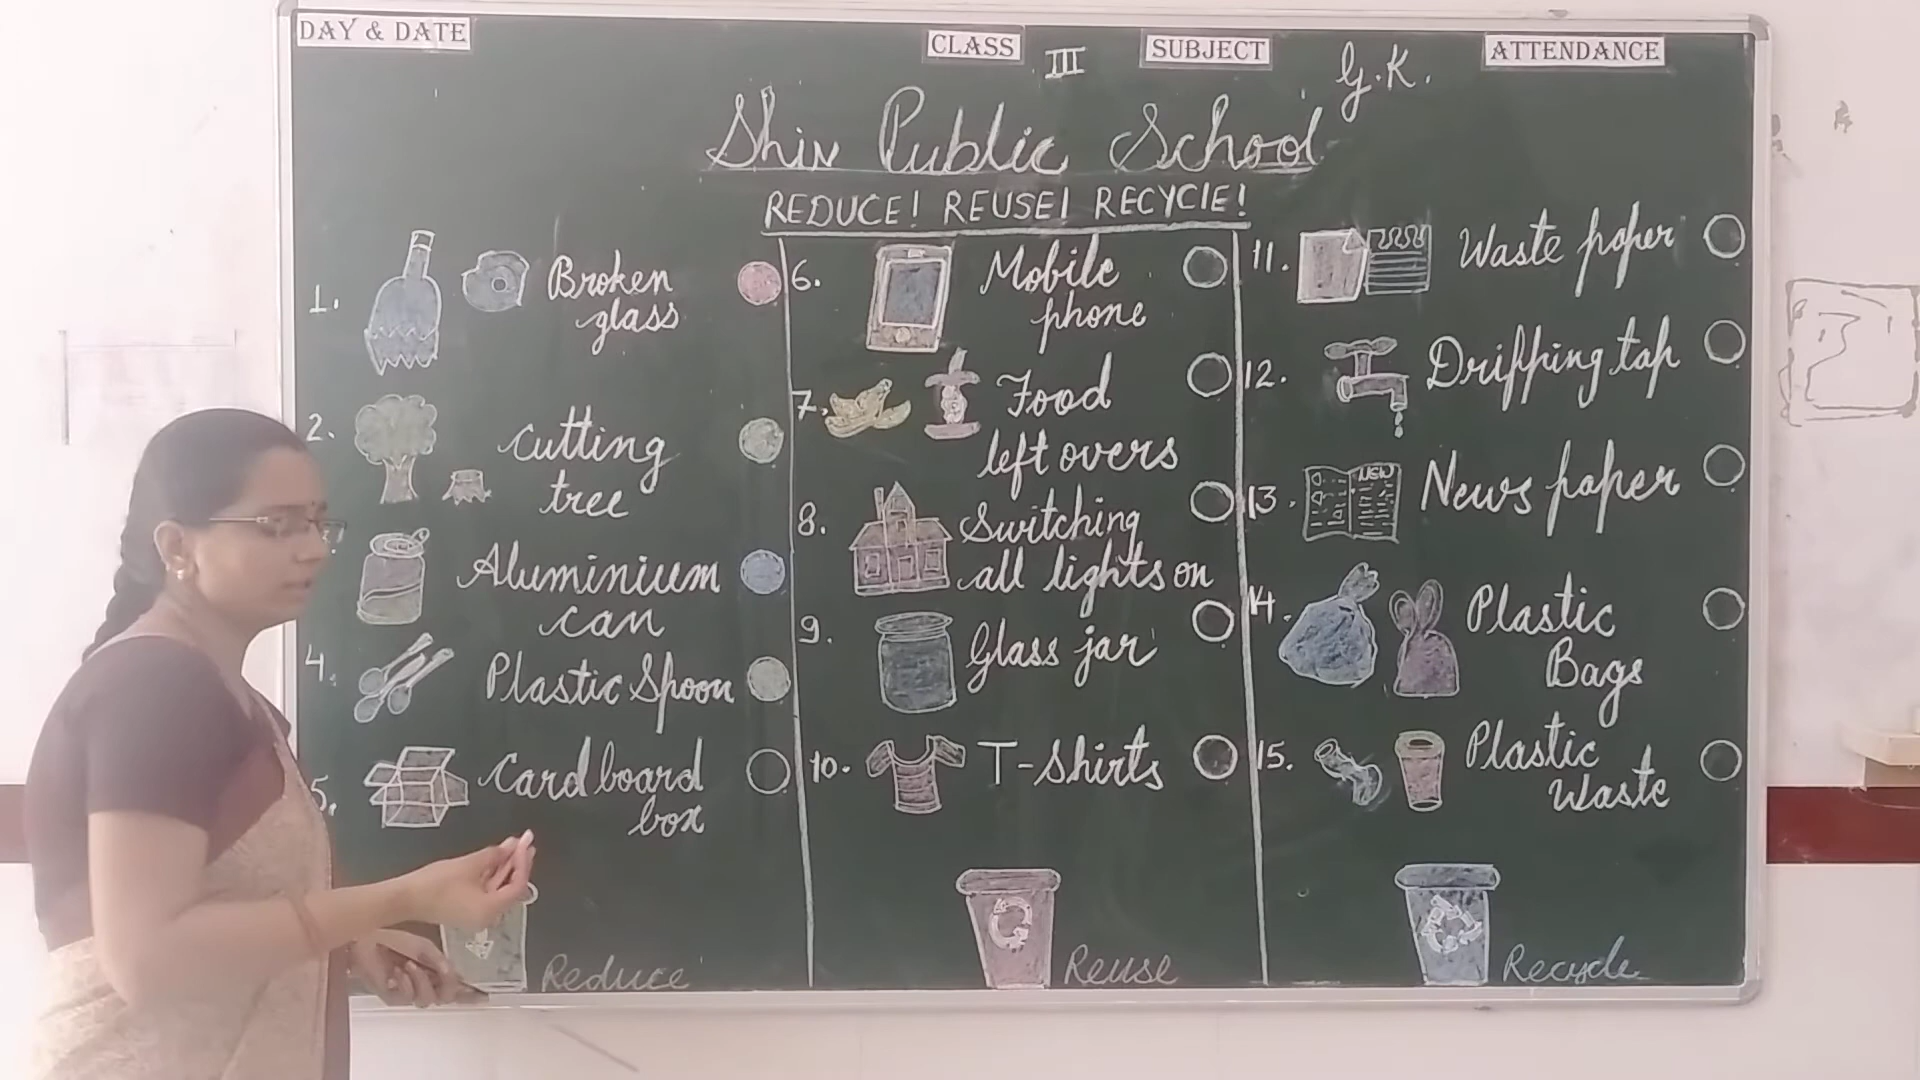 DAY & DATE
CLASS III
SUBJECT G.K.
ATTENDANCE
Shiv Public School
REDUCE! REUSE! RECYCLE!
1. Broken
glass
2. cutting
tree
3. Aluminium
can
4. Plastic Spoon
5. Cardboard
box
6. Mobile
phone
7. Food
left overs
8. Switching
all lights on
9. Glass jar
10. T-Shirts
11. Waste paper
12. Dripping tap
13. News paper
NEW
14. Plastic
Bags
15. Plastic
Waste
Reduce
Reuse
Recycle